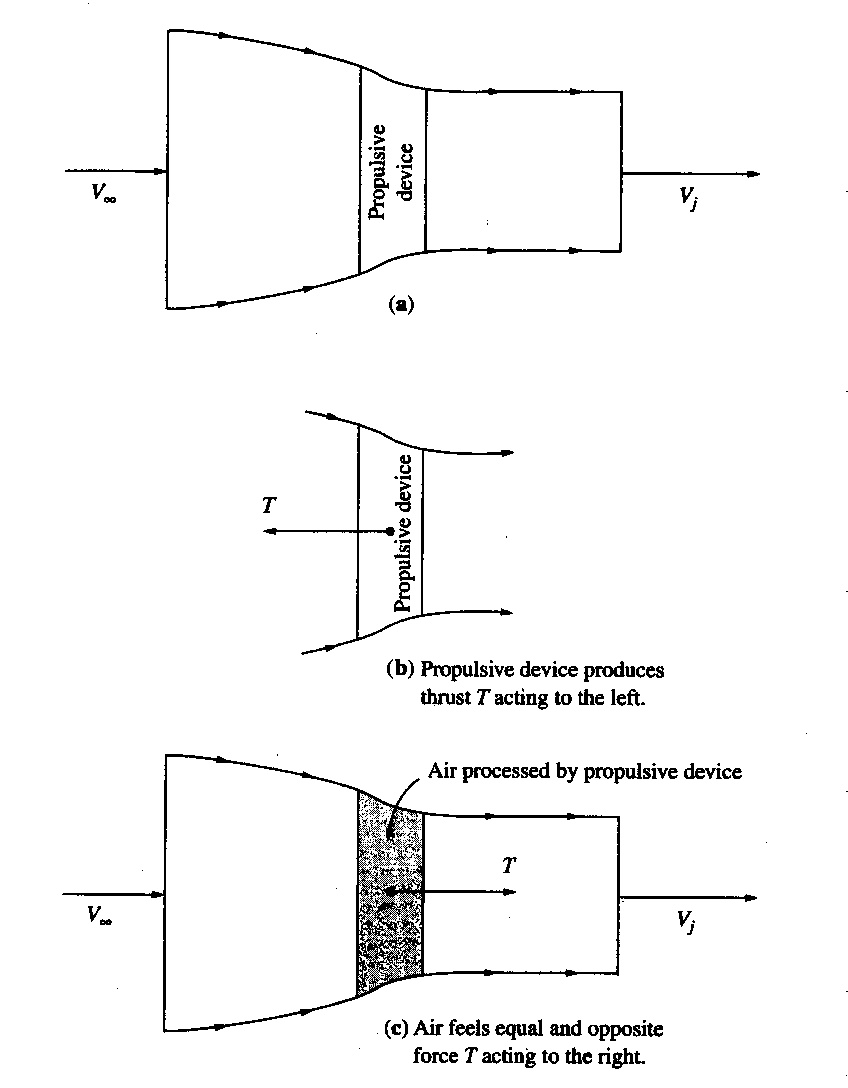 Propulsive
device
V∞
Vj
(a)
T
Propulsive device
(b) Propulsive device produces
thrust T acting to the left.
Air processed by propulsive device
T
V∞
Vj
(c) Air feels equal and opposite
force T acting to the right.